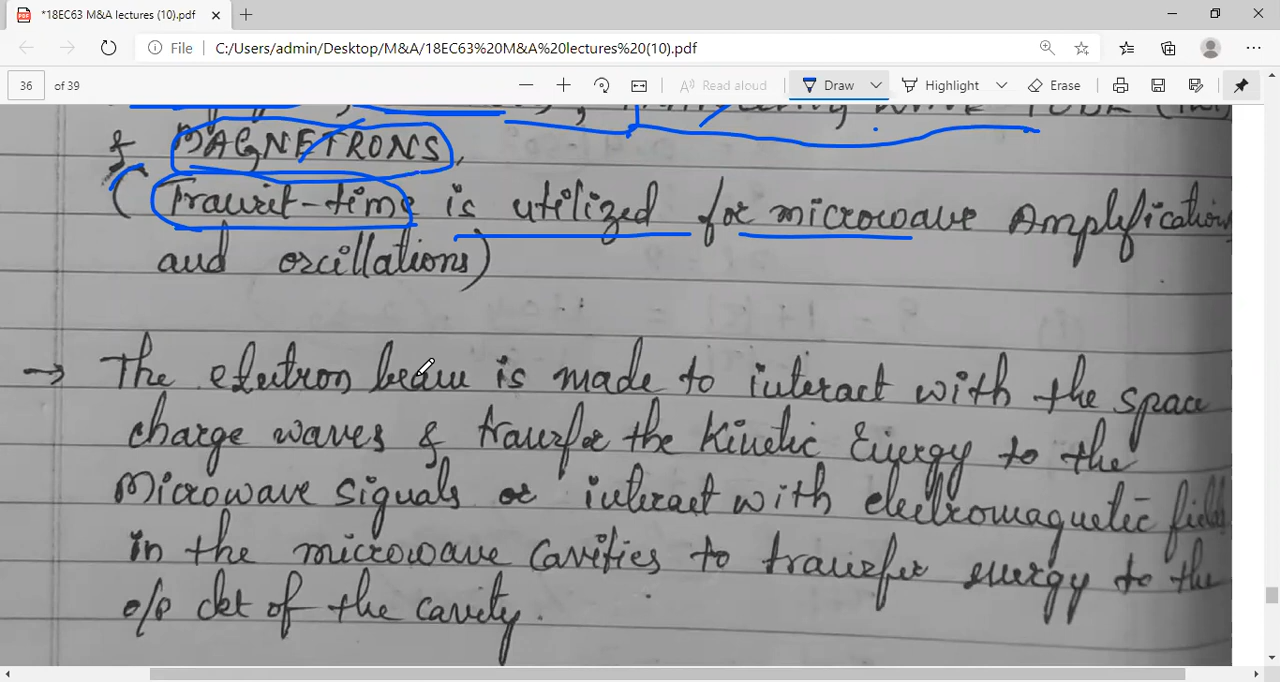 *18EC63 M&A lectures (10).pdf
File C:/Users/admin/Desktop/M&A/18EC63%20M&A%20lectures%20(10).pdf
36 of 39 Read aloud Draw Highlight Erase
TUBE
& MAGNETRONS,
(Transit-time is utilized for microwave Amplification
and oscillations)
→ The electron beam is made to interact with the space
charge waves & transfer the Kinetic Energy to the
Microwave signals or interact with electromagnetic fields
in the microwave cavities to transfer energy to the
o/p ckt of the cavity.